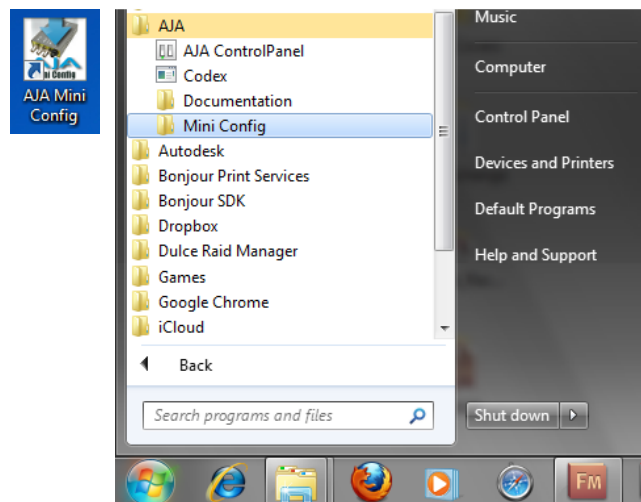 AJA Mini
Config
AJA
AJA ControlPanel
Codex
Documentation
Mini Config
Autodesk
Bonjour Print Services
Bonjour SDK
Dropbox
Dulce Raid Manager
Games
Google Chrome
iCloud
Back
Search programs and files
Music
Computer
Control Panel
Devices and Printers
Default Programs
Help and Support
Shut down
FM